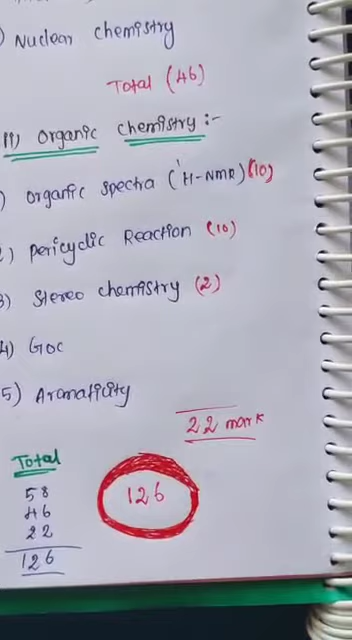 ) Nuclear chemistry
Total (46)
II) Organic chemistry :-
) Organic spectra (¹H-NMR) (10)
2) Pericyclic Reaction (10)
3) Stereo chemistry (2)
4) GOC
5) Aromaticity
22 mark
Total
58
46
22
126
126